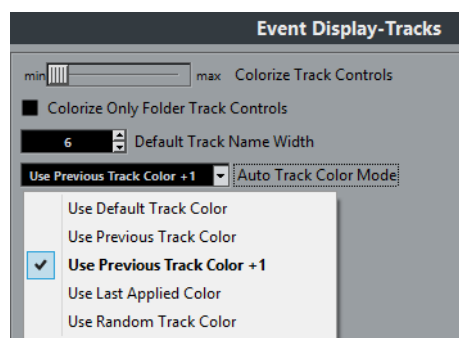 Event Display-Tracks
min max Colorize Track Controls
Colorize Only Folder Track Controls
6 Default Track Name Width
Use Previous Track Color +1 Auto Track Color Mode
Use Default Track Color
Use Previous Track Color
Use Previous Track Color +1
Use Last Applied Color
Use Random Track Color